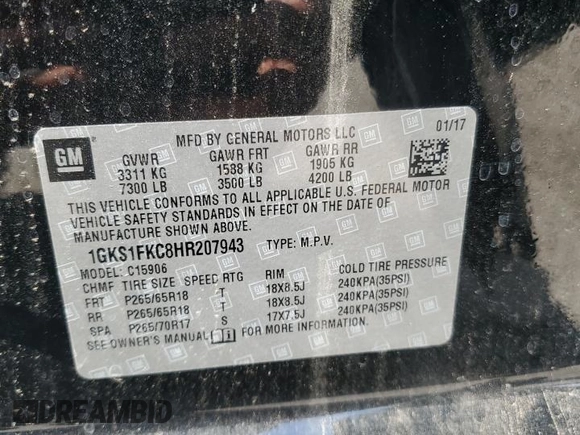 MFD BY GENERAL MOTORS LLC 01/17
GM
GVWR GAWR FRT GAWR RR
3311 KG 1588 KG 1905 KG
7300 LB 3500 LB 4200 LB
THIS VEHICLE CONFORMS TO ALL APPLICABLE U.S. FEDERAL MOTOR
VEHICLE SAFETY STANDARDS IN EFFECT ON THE DATE OF
MANUFACTURE SHOWN ABOVE.
1GKS1FKC8HR207943 TYPE: M.P.V.
MODEL: C15906
CHMF TIRE SIZE SPEED RTG RIM COLD TIRE PRESSURE
FRT P265/65R18 T 18X8.5J 240KPA(35PSI)
RR P265/65R18 T 18X8.5J 240KPA(35PSI)
SPA P265/70R17 S 17X7.5J 240KPA(35PSI)
SEE OWNER'S MANUAL FOR MORE INFORMATION.
DREAMBID